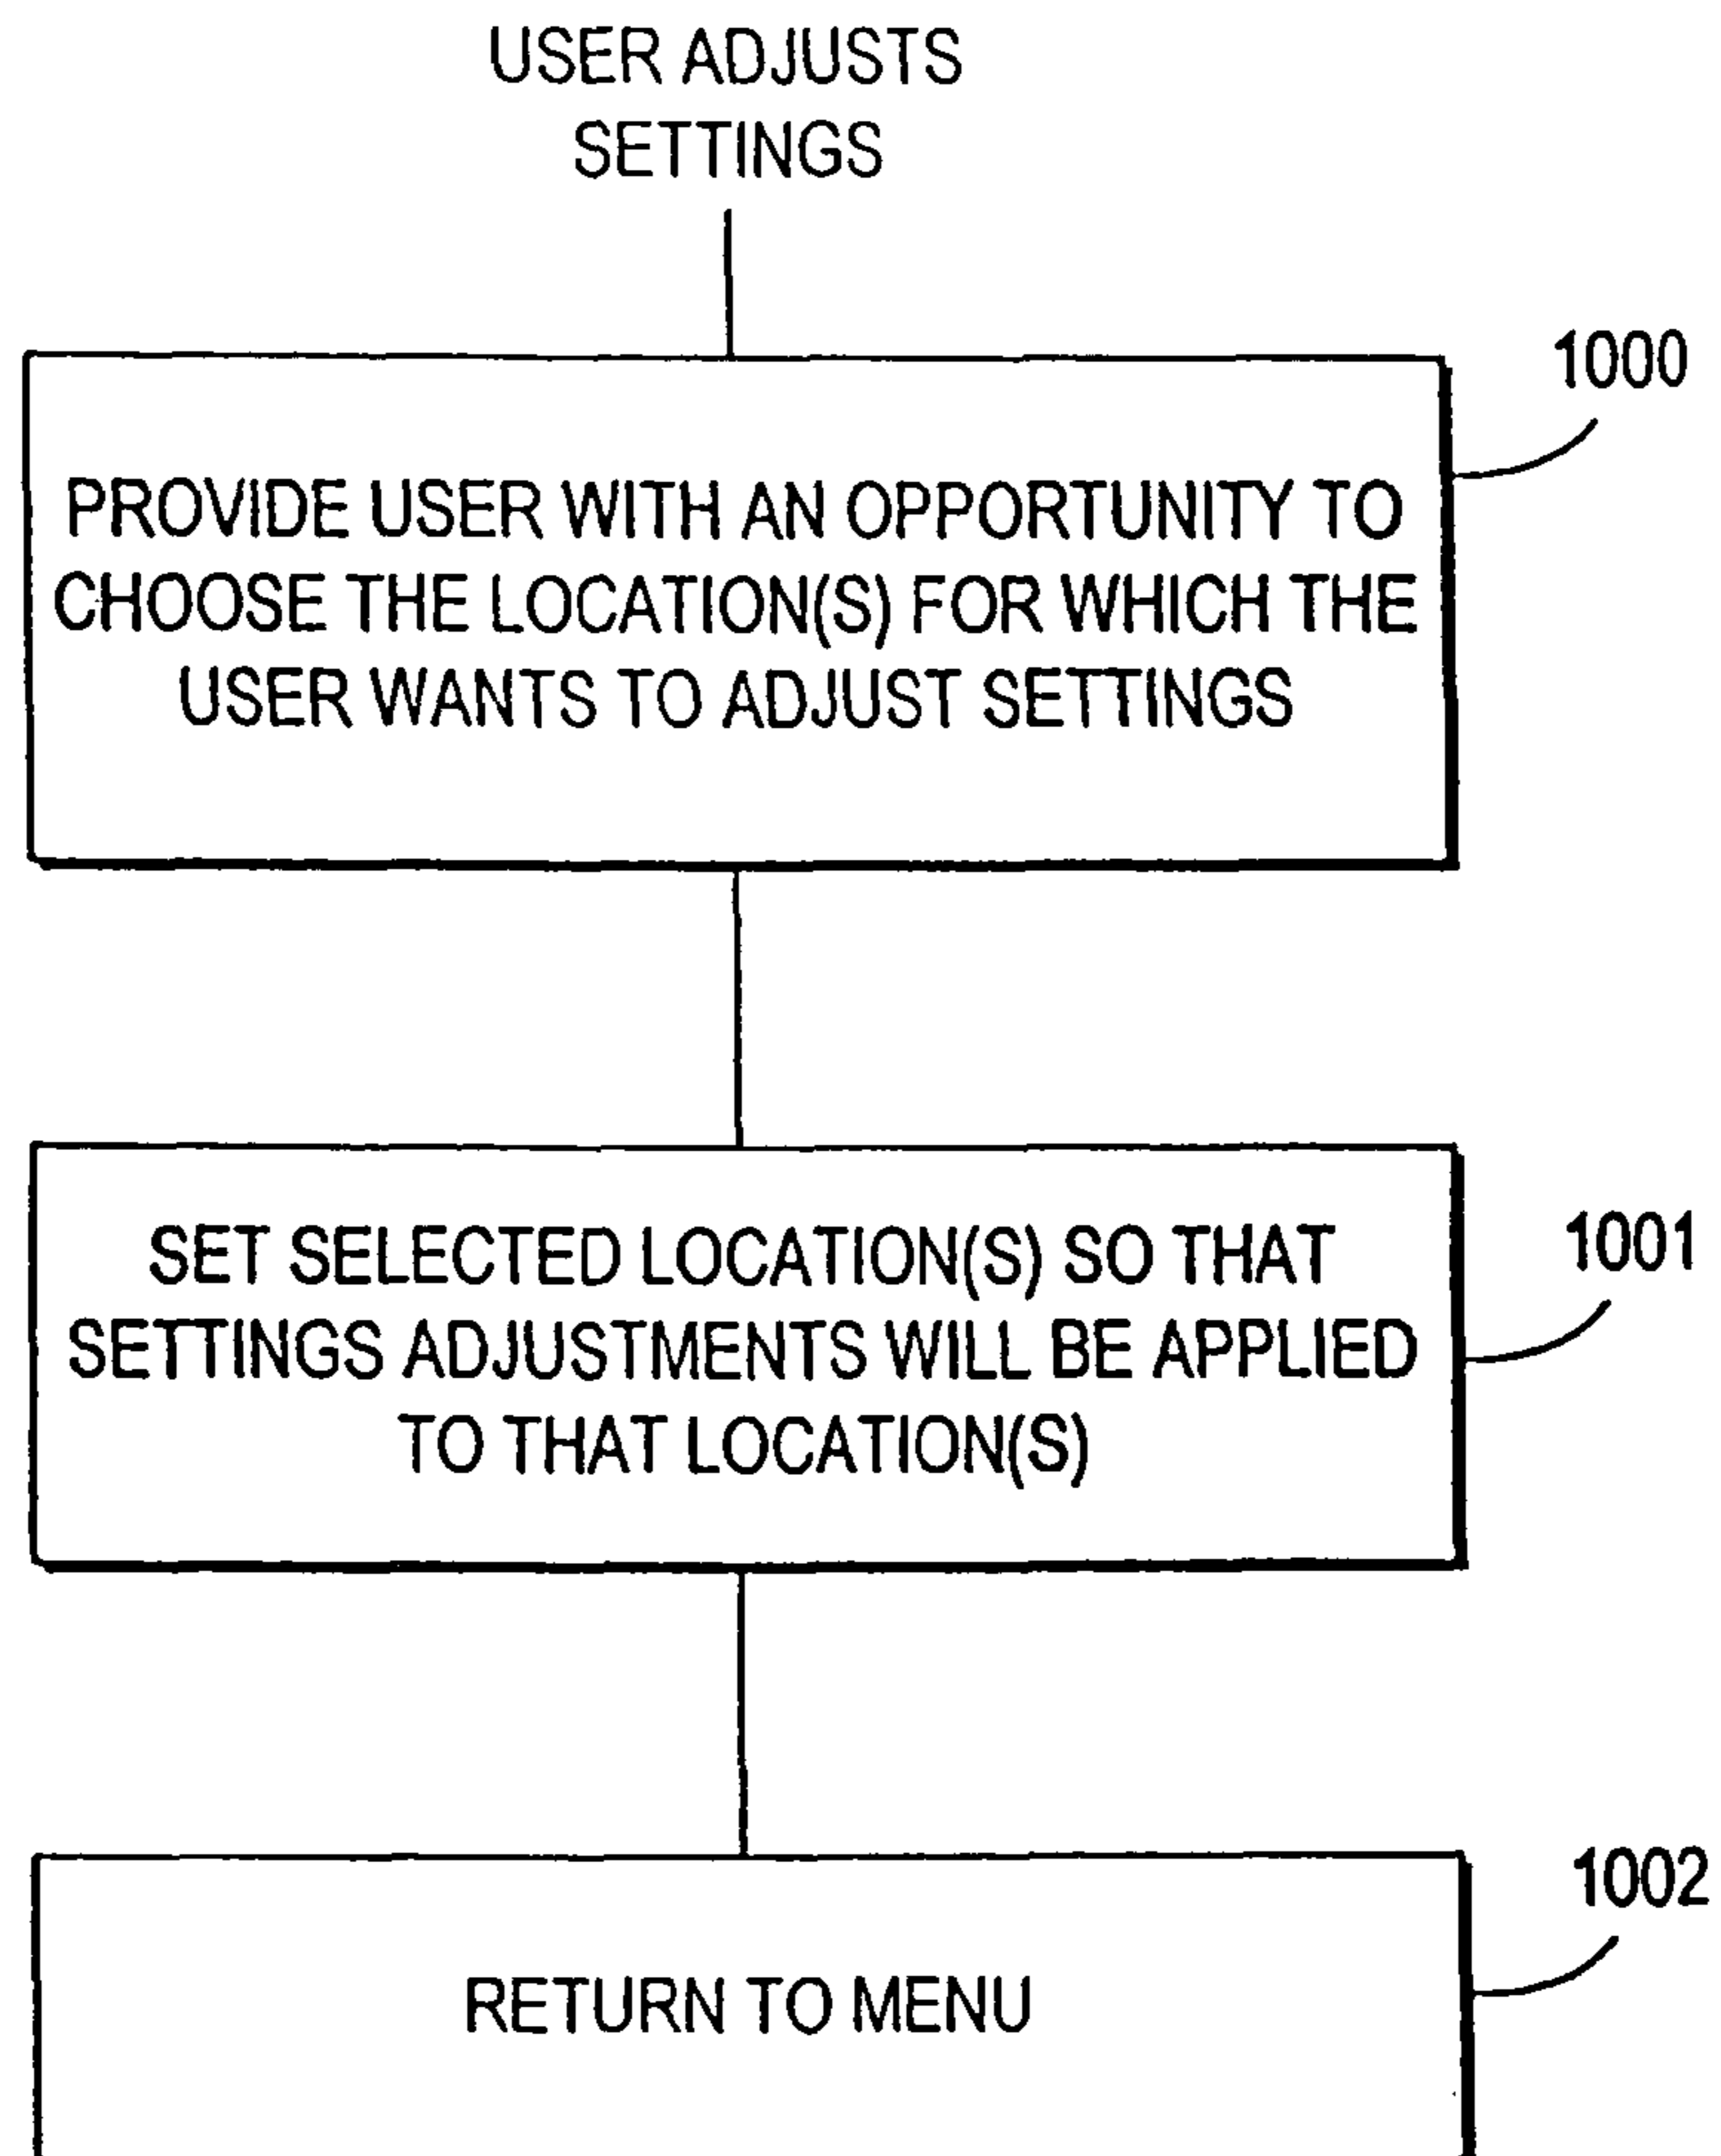 USER ADJUSTS
SETTINGS
1000
PROVIDE USER WITH AN OPPORTUNITY TO
CHOOSE THE LOCATION(S) FOR WHICH THE
USER WANTS TO ADJUST SETTINGS
1001
SET SELECTED LOCATION(S) SO THAT
SETTINGS ADJUSTMENTS WILL BE APPLIED
TO THAT LOCATION(S)
1002
RETURN TO MENU